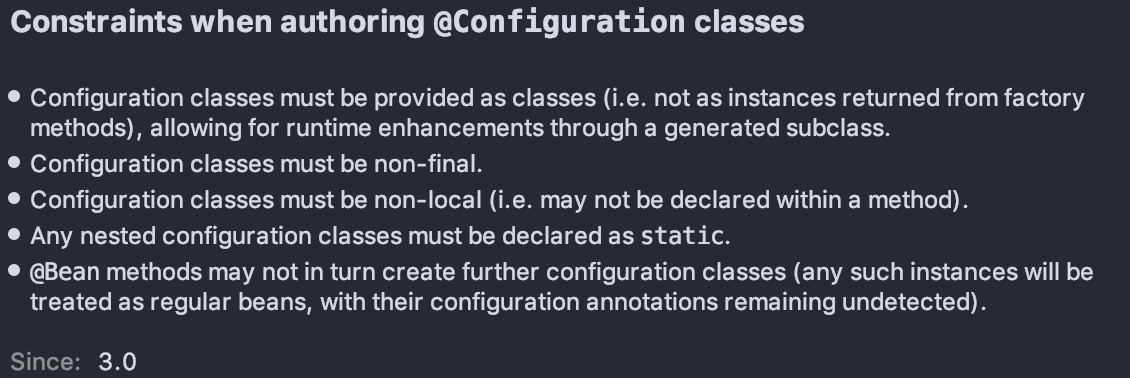 Constraints when authoring @Configuration classes
• Configuration classes must be provided as classes (i.e. not as instances returned from factory
methods), allowing for runtime enhancements through a generated subclass.
• Configuration classes must be non-final.
• Configuration classes must be non-local (i.e. may not be declared within a method).
• Any nested configuration classes must be declared as static.
• @Bean methods may not in turn create further configuration classes (any such instances will be
treated as regular beans, with their configuration annotations remaining undetected).
Since: 3.0